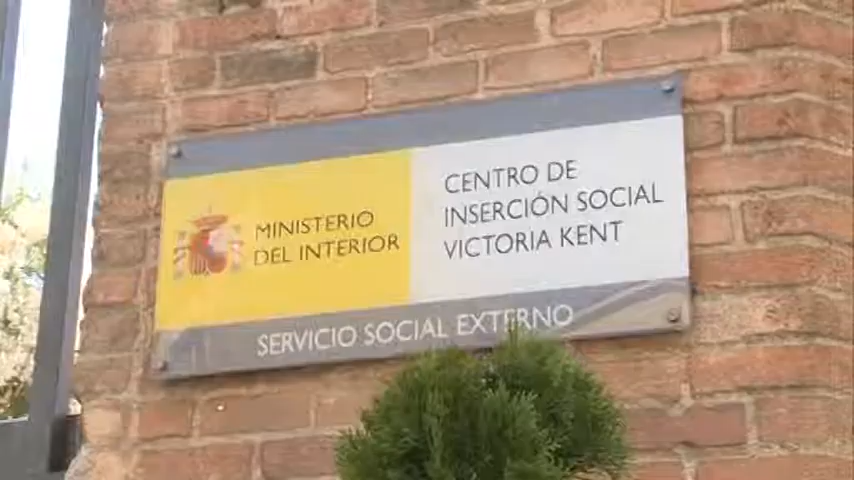 MINISTERIO
DEL INTERIOR
CENTRO DE
INSERCIÓN SOCIAL
VICTORIA KENT
SERVICIO SOCIAL EXTERNO